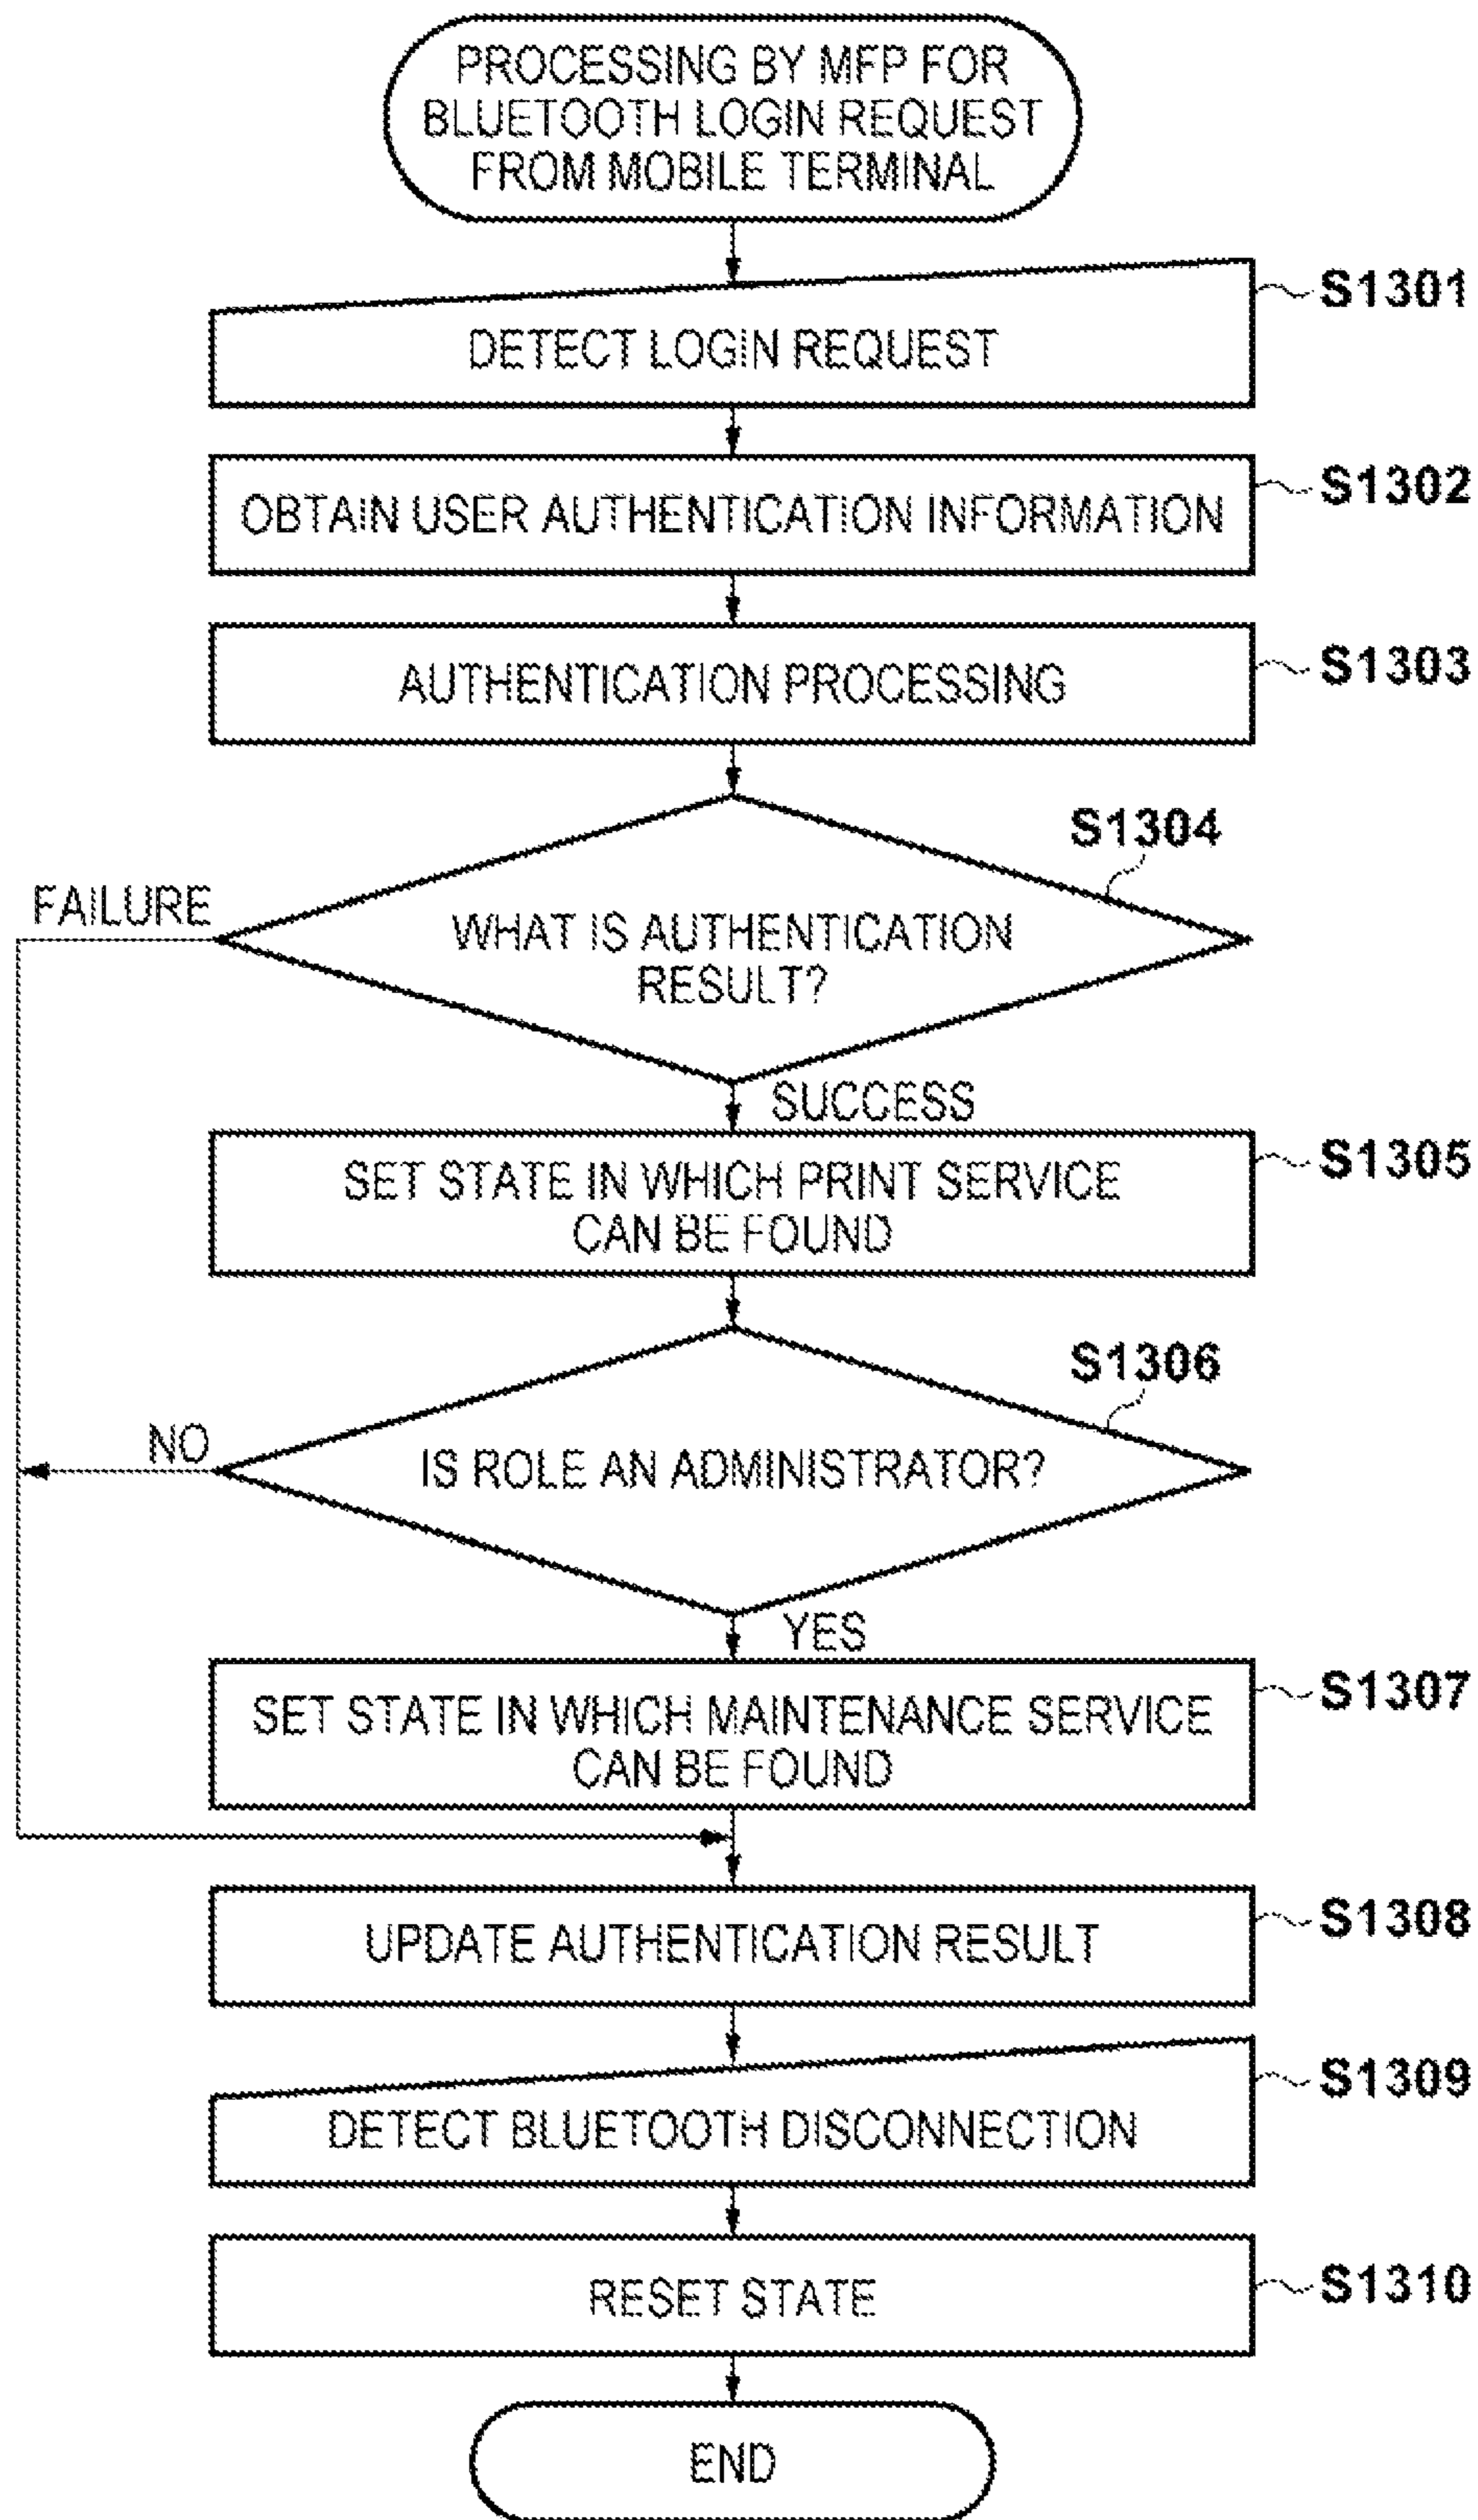 PROCESSING BY MFP FOR
BLUETOOTH LOGIN REQUEST
FROM MOBILE TERMINAL
S1301
DETECT LOGIN REQUEST
S1302
OBTAIN USER AUTHENTICATION INFORMATION
S1303
AUTHENTICATION PROCESSING
S1304
FAILURE
WHAT IS AUTHENTICATION
RESULT?
SUCCESS
S1305
SET STATE IN WHICH PRINT SERVICE
CAN BE FOUND
S1306
NO
IS ROLE AN ADMINISTRATOR?
YES
S1307
SET STATE IN WHICH MAINTENANCE SERVICE
CAN BE FOUND
S1308
UPDATE AUTHENTICATION RESULT
S1309
DETECT BLUETOOTH DISCONNECTION
S1310
RESET STATE
END